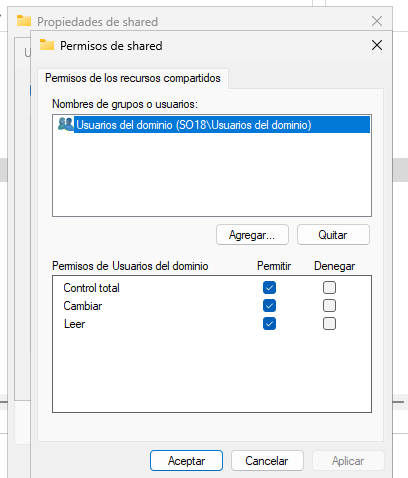 Propiedades de shared
Permisos de shared
Permisos de los recursos compartidos
Nombres de grupos o usuarios:
Usuarios del dominio (SO18\Usuarios del dominio)
Agregar... Quitar
Permisos de Usuarios del dominio Permitir Denegar
Control total
Cambiar
Leer
Aceptar Cancelar Aplicar